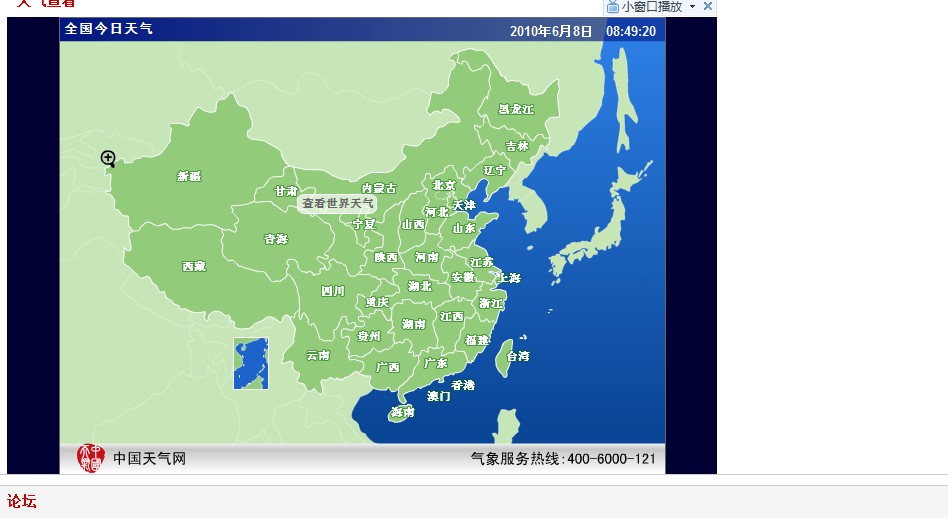 天气查看
小窗口播放
全国今日天气
2010年6月8日 08:49:20
黑龙江
吉林
辽宁
新疆
甘肃
内蒙古
北京
查看世界天气
天津
河北
宁夏
山西
山东
青海
陕西
河南
西藏
江苏
安徽
上海
四川
湖北
重庆
浙江
湖南
江西
贵州
福建
云南
台湾
广西
广东
香港
澳门
海南
中国天气网
气象服务热线:400-6000-121
论坛